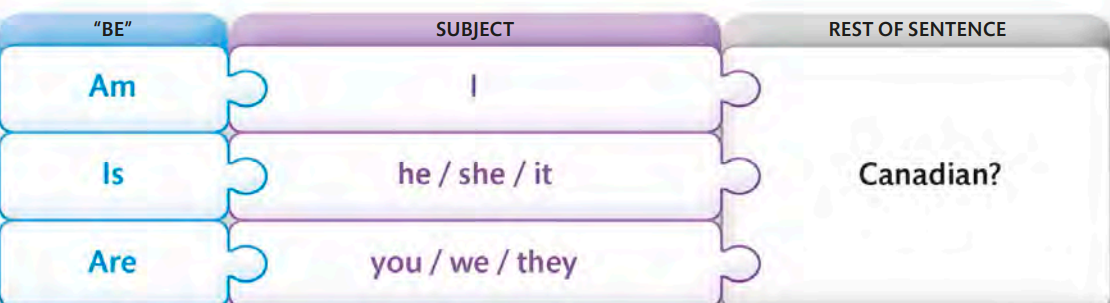 “BE” SUBJECT REST OF SENTENCE
Am I
Is he / she / it Canadian?
Are you / we / they